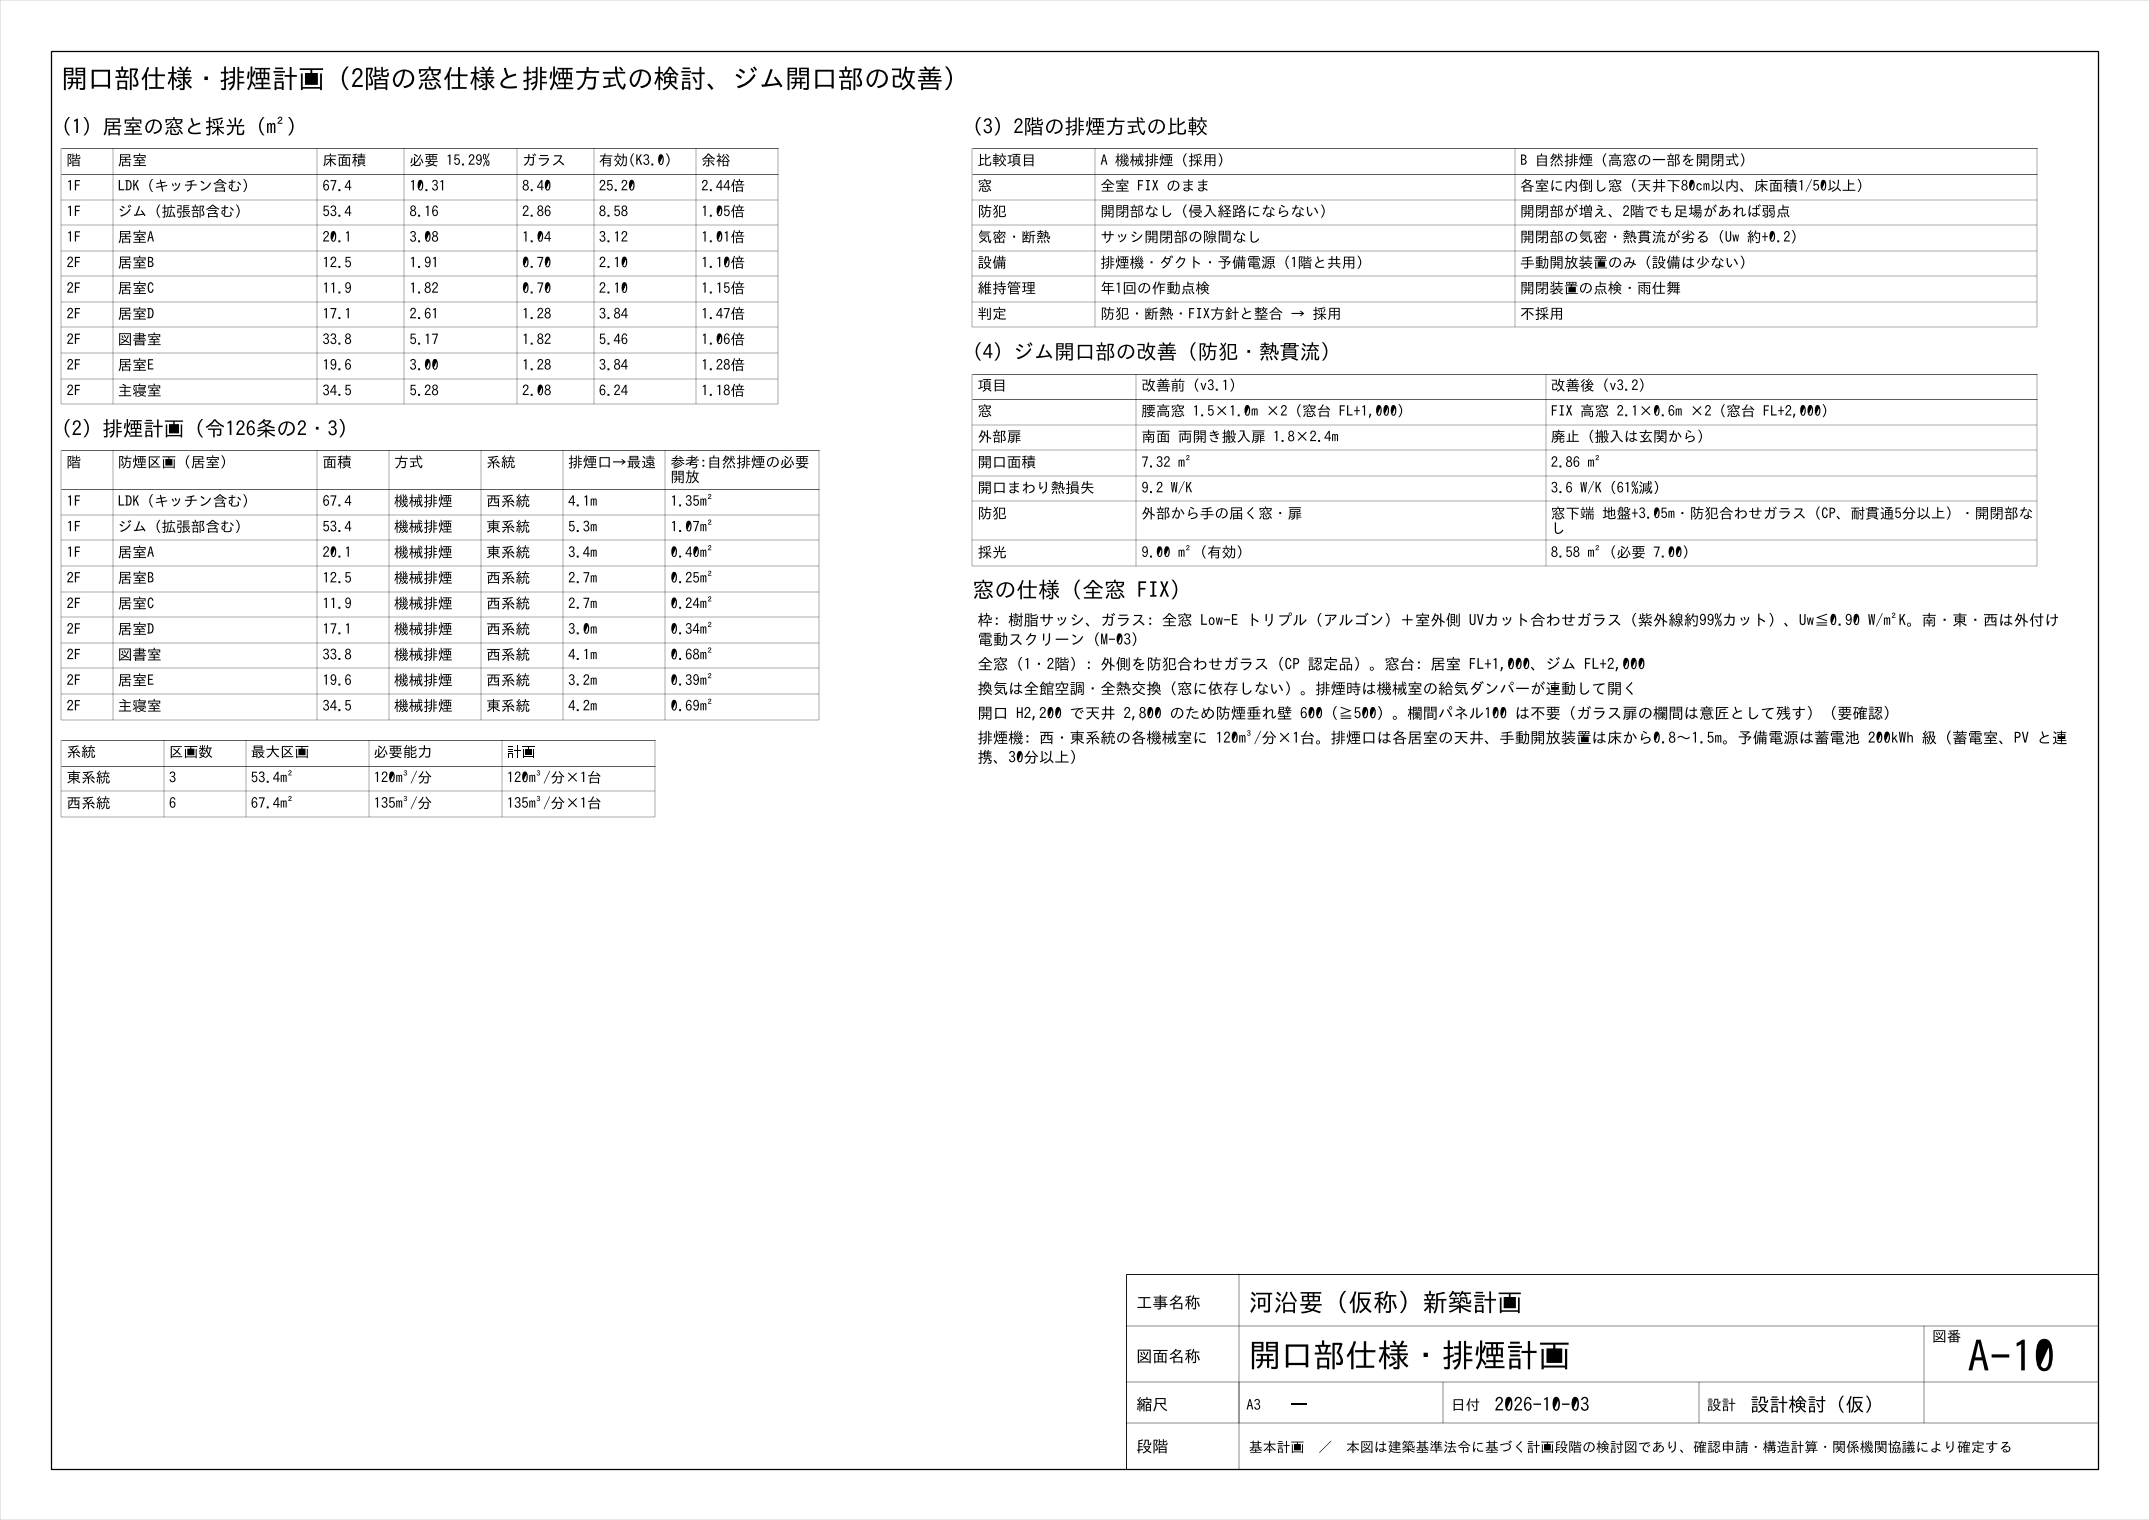 開口部仕様・排煙計画（2階の窓仕様と排煙方式の検討、ジム開口部の改善）
（1）居室の窓と採光（m²）
階 居室 床面積 必要 15.29% ガラス 有効(K3.0) 余裕
1F LDK（キッチン含む） 67.4 10.31 8.40 25.20 2.44倍
1F ジム（拡張部含む） 53.4 8.16 2.86 8.58 1.05倍
1F 居室A 20.1 3.08 1.04 3.12 1.01倍
2F 居室B 12.5 1.91 0.70 2.10 1.10倍
2F 居室C 11.9 1.82 0.70 2.10 1.15倍
2F 居室D 17.1 2.61 1.28 3.84 1.47倍
2F 図書室 33.8 5.17 1.82 5.46 1.06倍
2F 居室E 19.6 3.00 1.28 3.84 1.28倍
2F 主寝室 34.5 5.28 2.08 6.24 1.18倍
（2）排煙計画（令126条の2・3）
階 防煙区画（居室） 面積 方式 系統 排煙口→最遠 参考:自然排煙の必要
開放
1F LDK（キッチン含む） 67.4 機械排煙 西系統 4.1m 1.35m²
1F ジム（拡張部含む） 53.4 機械排煙 東系統 5.3m 1.07m²
1F 居室A 20.1 機械排煙 東系統 3.4m 0.40m²
2F 居室B 12.5 機械排煙 西系統 2.7m 0.25m²
2F 居室C 11.9 機械排煙 西系統 2.7m 0.24m²
2F 居室D 17.1 機械排煙 西系統 3.0m 0.34m²
2F 図書室 33.8 機械排煙 西系統 4.1m 0.68m²
2F 居室E 19.6 機械排煙 西系統 3.2m 0.39m²
2F 主寝室 34.5 機械排煙 東系統 4.2m 0.69m²
系統 区画数 最大区画 必要能力 計画
東系統 3 53.4m² 120m³/分 120m³/分×1台
西系統 6 67.4m² 135m³/分 135m³/分×1台
（3）2階の排煙方式の比較
比較項目 A 機械排煙（採用） B 自然排煙（高窓の一部を開閉式）
窓 全室 FIX のまま 各室に内倒し窓（天井下80cm以内、床面積1/50以上）
防犯 開閉部なし（侵入経路にならない） 開閉部が増え、2階でも足場があれば弱点
気密・断熱 サッシ開閉部の隙間なし 開閉部の気密・熱貫流が劣る（Uw 約+0.2）
設備 排煙機・ダクト・予備電源（1階と共用） 手動開放装置のみ（設備は少ない）
維持管理 年1回の作動点検 開閉装置の点検・雨仕舞
判定 防犯・断熱・FIX方針と整合 → 採用 不採用
（4）ジム開口部の改善（防犯・熱貫流）
項目 改善前（v3.1） 改善後（v3.2）
窓 腰高窓 1.5×1.0m ×2（窓台 FL+1,000） FIX 高窓 2.1×0.6m ×2（窓台 FL+2,000）
外部扉 南面 両開き搬入扉 1.8×2.4m 廃止（搬入は玄関から）
開口面積 7.32 m² 2.86 m²
開口まわり熱損失 9.2 W/K 3.6 W/K（61%減）
防犯 外部から手の届く窓・扉 窓下端 地盤+3.05m・防犯合わせガラス（CP、耐貫通5分以上）・開閉部な
し
採光 9.00 m²（有効） 8.58 m²（必要 7.00）
窓の仕様（全窓 FIX）
枠: 樹脂サッシ、ガラス: 全窓 Low-E トリプル（アルゴン）＋室外側 UVカット合わせガラス（紫外線約99%カット）、Uw≦0.90 W/m²K。南・東・西は外付け
電動スクリーン（M-03）
全窓（1・2階）: 外側を防犯合わせガラス（CP 認定品）。窓台: 居室 FL+1,000、ジム FL+2,000
換気は全館空調・全熱交換（窓に依存しない）。排煙時は機械室の給気ダンパーが連動して開く
開口 H2,200 で天井 2,800 のため防煙垂れ壁 600（≧500）。欄間パネル100 は不要（ガラス扉の欄間は意匠として残す）（要確認）
排煙機: 西・東系統の各機械室に 120m³/分×1台。排煙口は各居室の天井、手動開放装置は床から0.8～1.5m。予備電源は蓄電池 200kWh 級（蓄電室、PV と連
携、30分以上）
工事名称 河沿要（仮称）新築計画
図面名称 開口部仕様・排煙計画 図番 A-10
縮尺 A3 — 日付 2026-10-03 設計 設計検討（仮）
段階 基本計画 ／ 本図は建築基準法令に基づく計画段階の検討図であり、確認申請・構造計算・関係機関協議により確定する